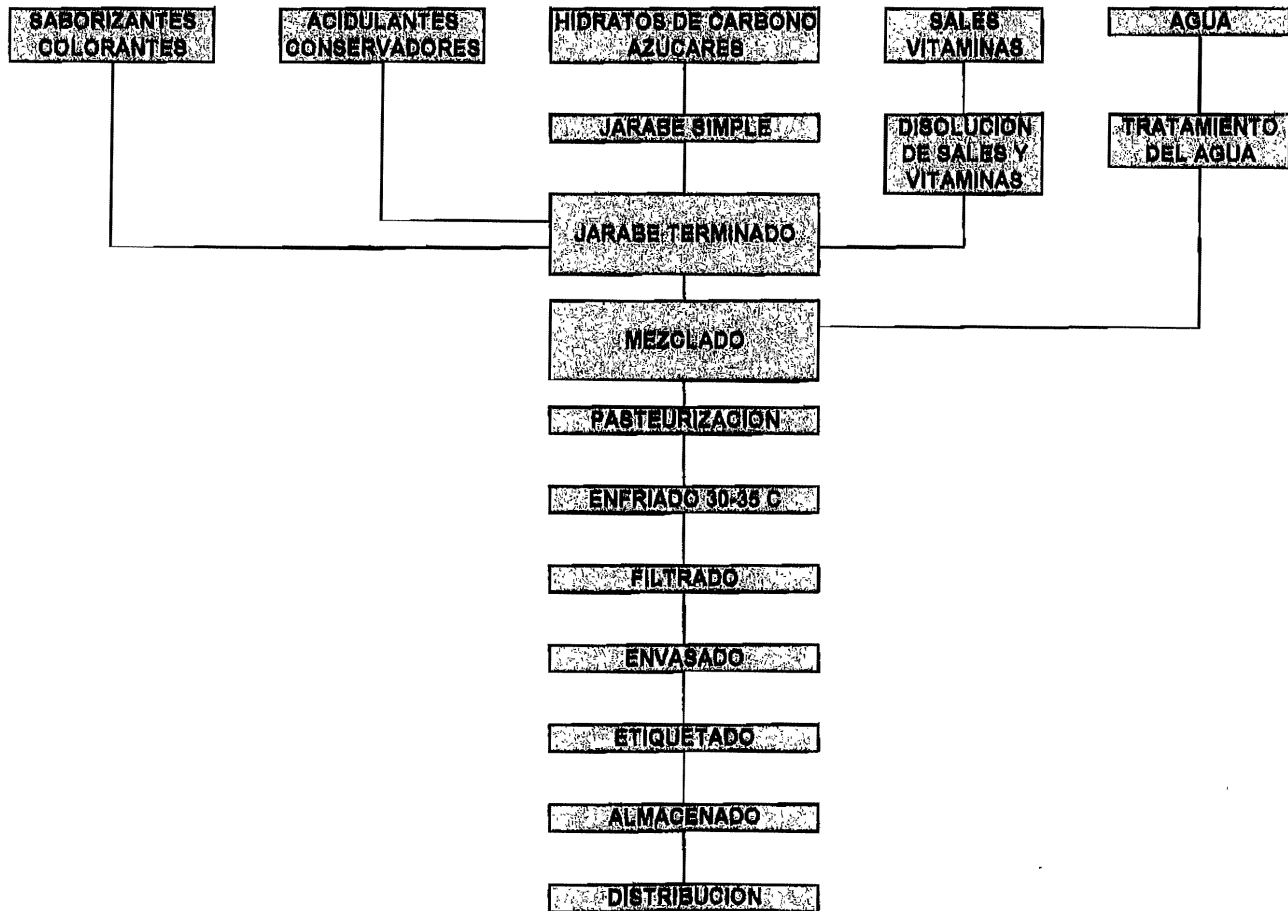 SABORIZANTES
COLORANTES
ACIDULANTES
CONSERVADORES
HIDRATOS DE CARBONO
AZUCARES
SALES
VITAMINAS
AGUA
JARABE SIMPLE
DISOLUCION
DE SALES Y
VITAMINAS
TRATAMIENTO
DEL AGUA
JARABE TERMINADO
MEZCLADO
PASTEURIZACION
ENFRIADO 30-35 C
FILTRADO
ENVASADO
ETIQUETADO
ALMACENADO
DISTRIBUCION